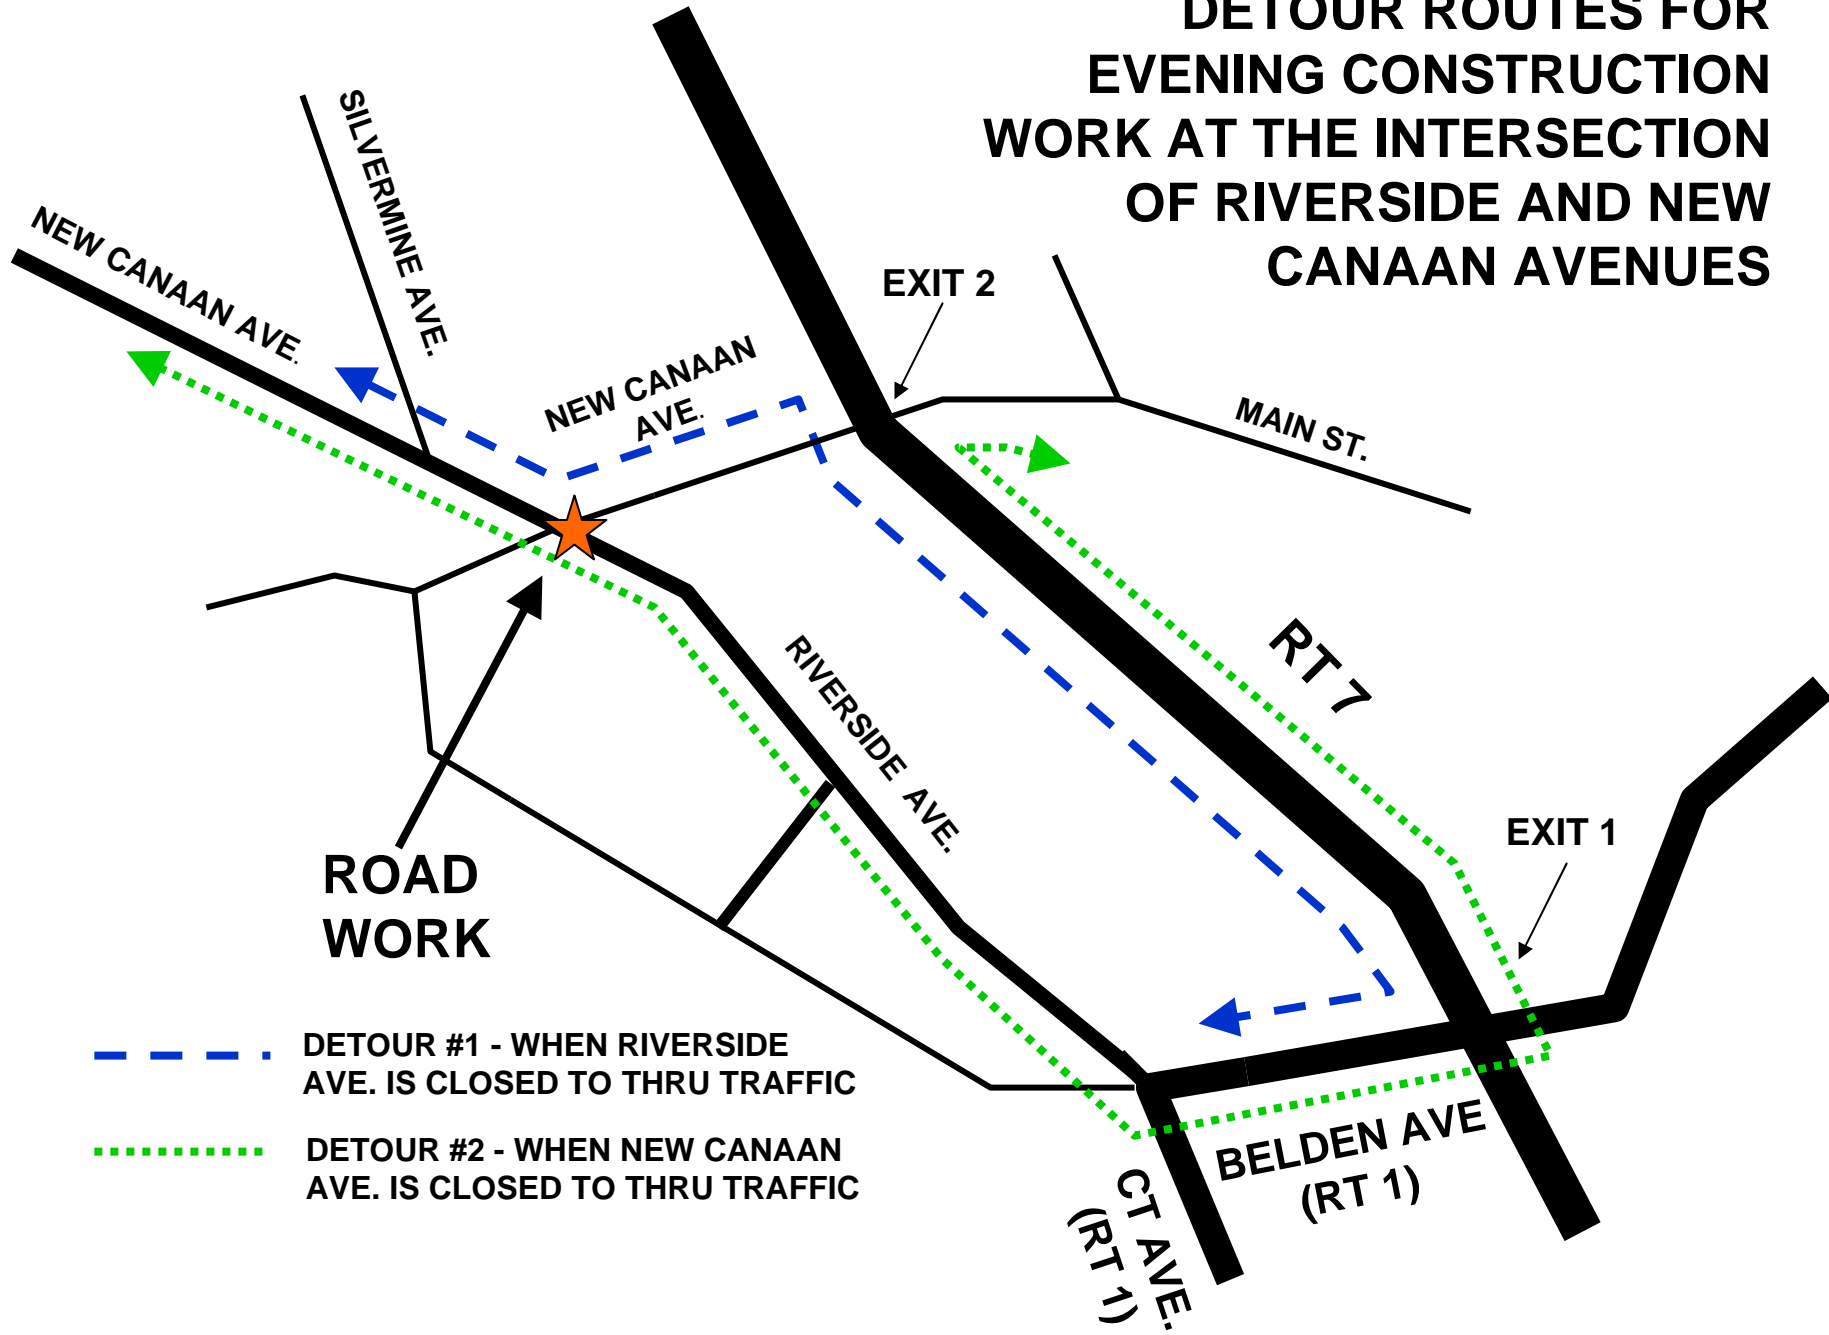 DETOUR ROUTES FOR
EVENING CONSTRUCTION
WORK AT THE INTERSECTION
OF RIVERSIDE AND NEW
CANAAN AVENUES
SILVERMINE AVE.
NEW CANAAN AVE.
EXIT 2
NEW CANAAN
AVE.
MAIN ST.
RT 7
RIVERSIDE AVE.
EXIT 1
ROAD
WORK
DETOUR #1 - WHEN RIVERSIDE
AVE. IS CLOSED TO THRU TRAFFIC
DETOUR #2 - WHEN NEW CANAAN
AVE. IS CLOSED TO THRU TRAFFIC
BELDEN AVE
(RT 1)
CT AVE.
(RT 1)